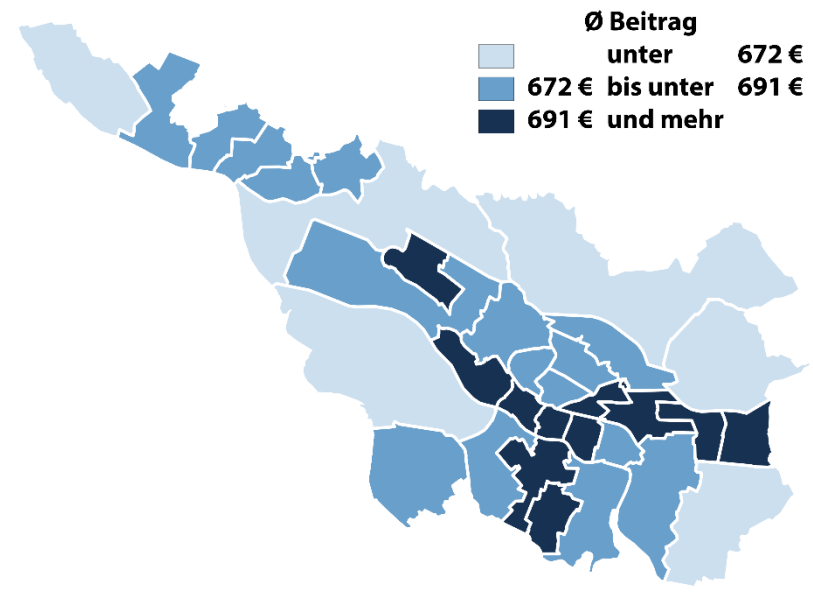 Ø Beitrag
unter 672 €
672 € bis unter 691 €
691 € und mehr